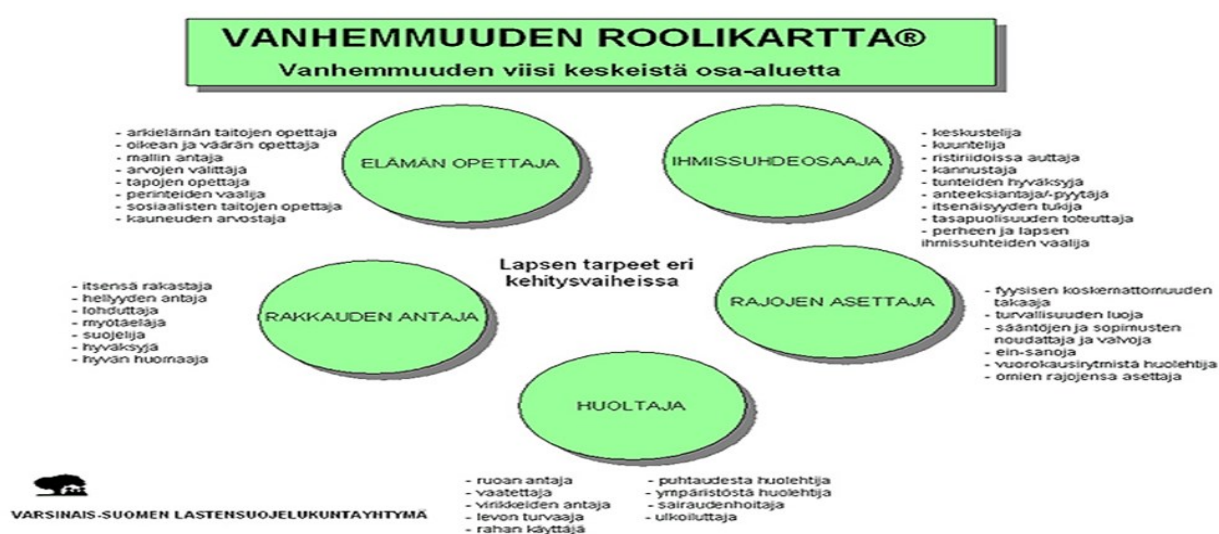 VANHEMMUUDEN ROOLIKARTTA®
Vanhemmuuden viisi keskeistä osa-aluetta
- arkielämän taitojen opettaja
- oikean ja väärän opettaja
- mallin antaja
- arvojen välittäjä
- tapojen opettaja
- perinteiden vaalija
- sosiaalisten taitojen opettaja
- kauneuden arvostaja
ELÄMÄN OPETTAJA
IHMISSUHDEOSAAJA
- keskustelija
- kuuntelija
- ristiriidoissa auttaja
- kannustaja
- tunteiden hyväksyjä
- anteeksiantaja/-pyytäjä
- itsenäisyyden tukija
- tasapuolisuuden toteuttaja
- perheen ja lapsen
ihmissuhteiden vaalija
Lapsen tarpeet eri
kehitysvaiheissa
- itsensä rakastaja
- hellyyden antaja
- lohduttaja
- myötäeläjä
- suojelija
- hyväksyjä
- hyvän huomaaja
RAKKAUDEN ANTAJA
RAJOJEN ASETTAJA
- fyysisen koskemattomuuden
takaaja
- turvallisuuden luoja
- sääntöjen ja sopimusten
noudattaja ja valvoja
- ein-sanoja
- vuorokausirytmistä huolehtija
- omien rajojensa asettaja
HUOLTAJA
- ruoan antaja
- vaatettaja
- virikkeiden antaja
- levon turvaaja
- rahan käyttäjä
- puhtaudesta huolehtija
- ympäristöstä huolehtija
- sairaudenhoitaja
- ulkoiluttaja
VARSINAIS-SUOMEN LASTENSUOJELUKUNTAYHTYMÄ